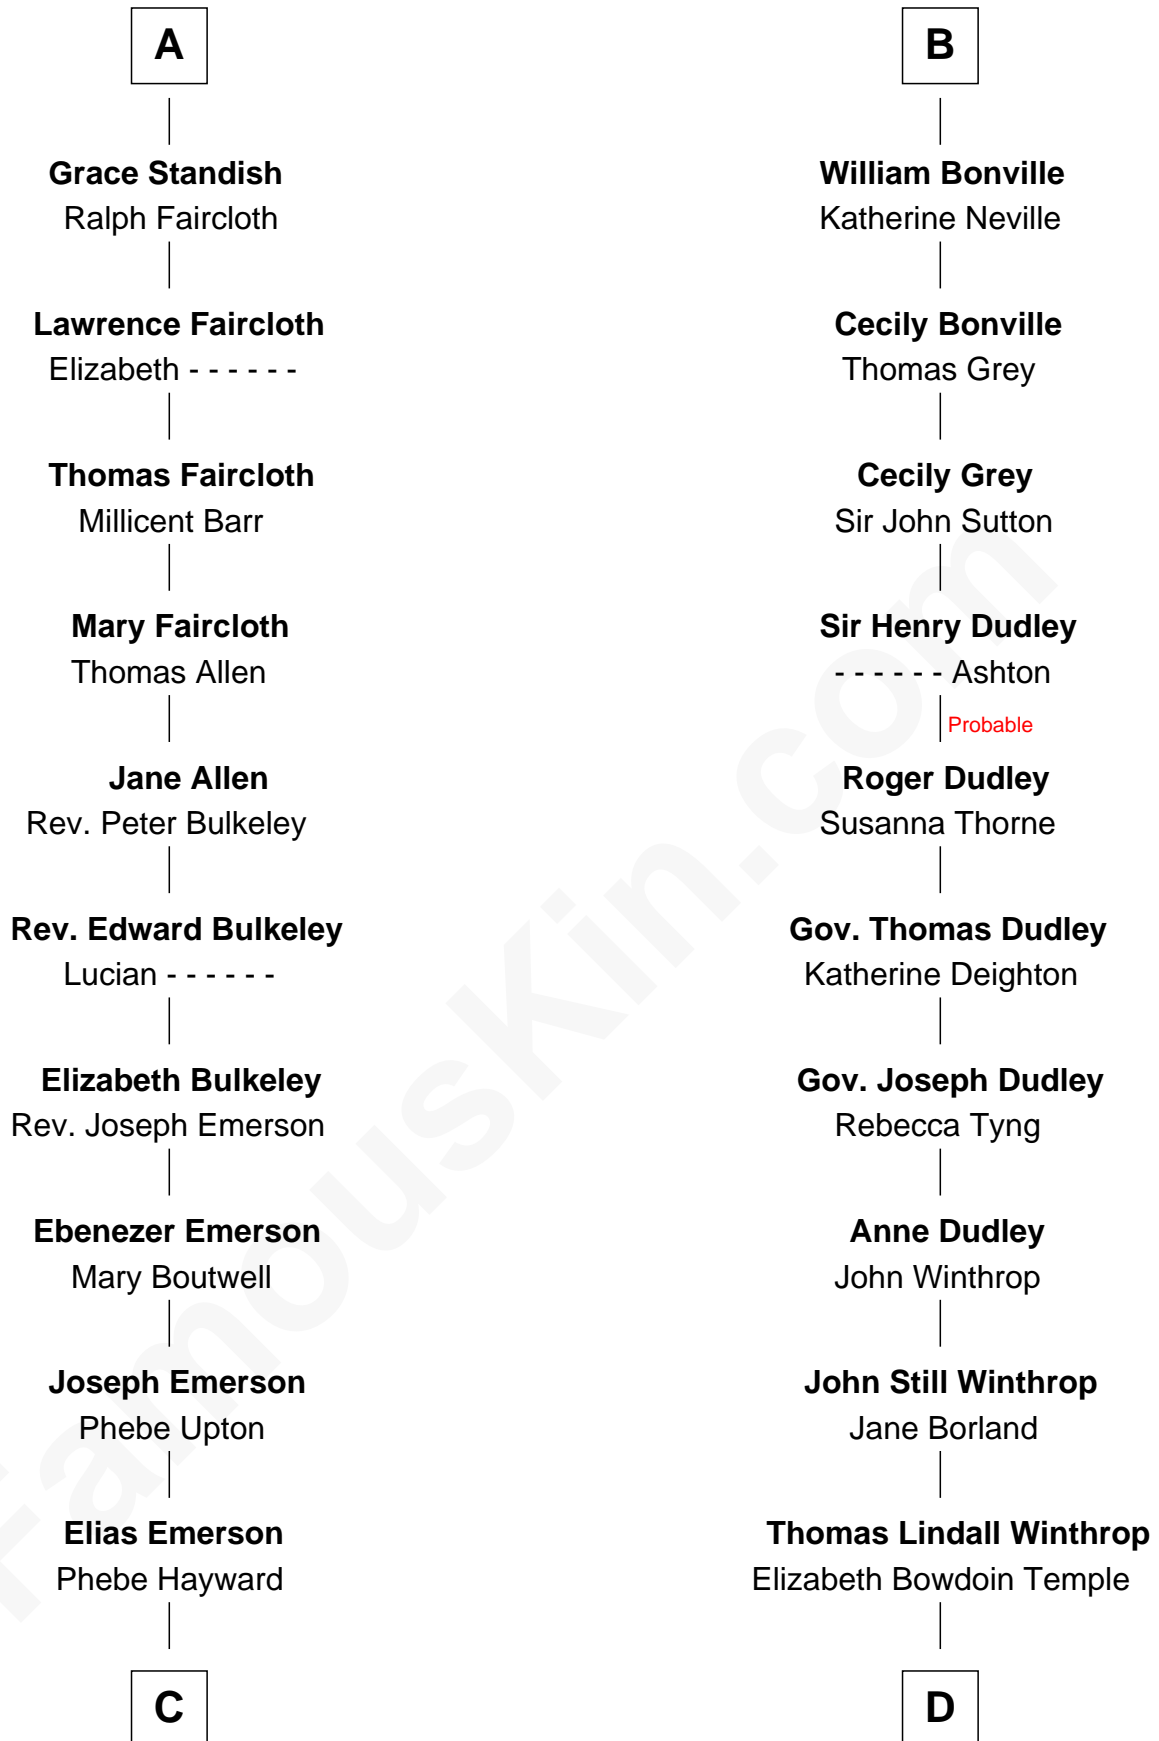 A
Grace Standish
Ralph Faircloth
Lawrence Faircloth
Elizabeth - - - - - -
Thomas Faircloth
Millicent Barr
Mary Faircloth
Thomas Allen
Jane Allen
Rev. Peter Bulkeley
Rev. Edward Bulkeley
Lucian - - - - - -
Elizabeth Bulkeley
Rev. Joseph Emerson
Ebenezer Emerson
Mary Boutwell
Joseph Emerson
Phebe Upton
Elias Emerson
Phebe Hayward
C
B
William Bonville
Katherine Neville
Cecily Bonville
Thomas Grey
Cecily Grey
Sir John Sutton
Sir Henry Dudley
- - - - - - Ashton
Probable
Roger Dudley
Susanna Thorne
Gov. Thomas Dudley
Katherine Deighton
Gov. Joseph Dudley
Rebecca Tyng
Anne Dudley
John Winthrop
John Still Winthrop
Jane Borland
Thomas Lindall Winthrop
Elizabeth Bowdoin Temple
D
FamousKin.com